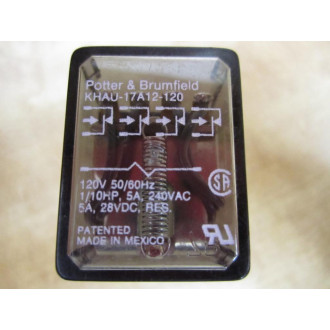 Potter & Brumfield
KHAU-17A12-120
120V 50/60Hz
1/10HP, 5A, 240VAC
5A, 28VDC, RES.
PATENTED
MADE IN MEXICO